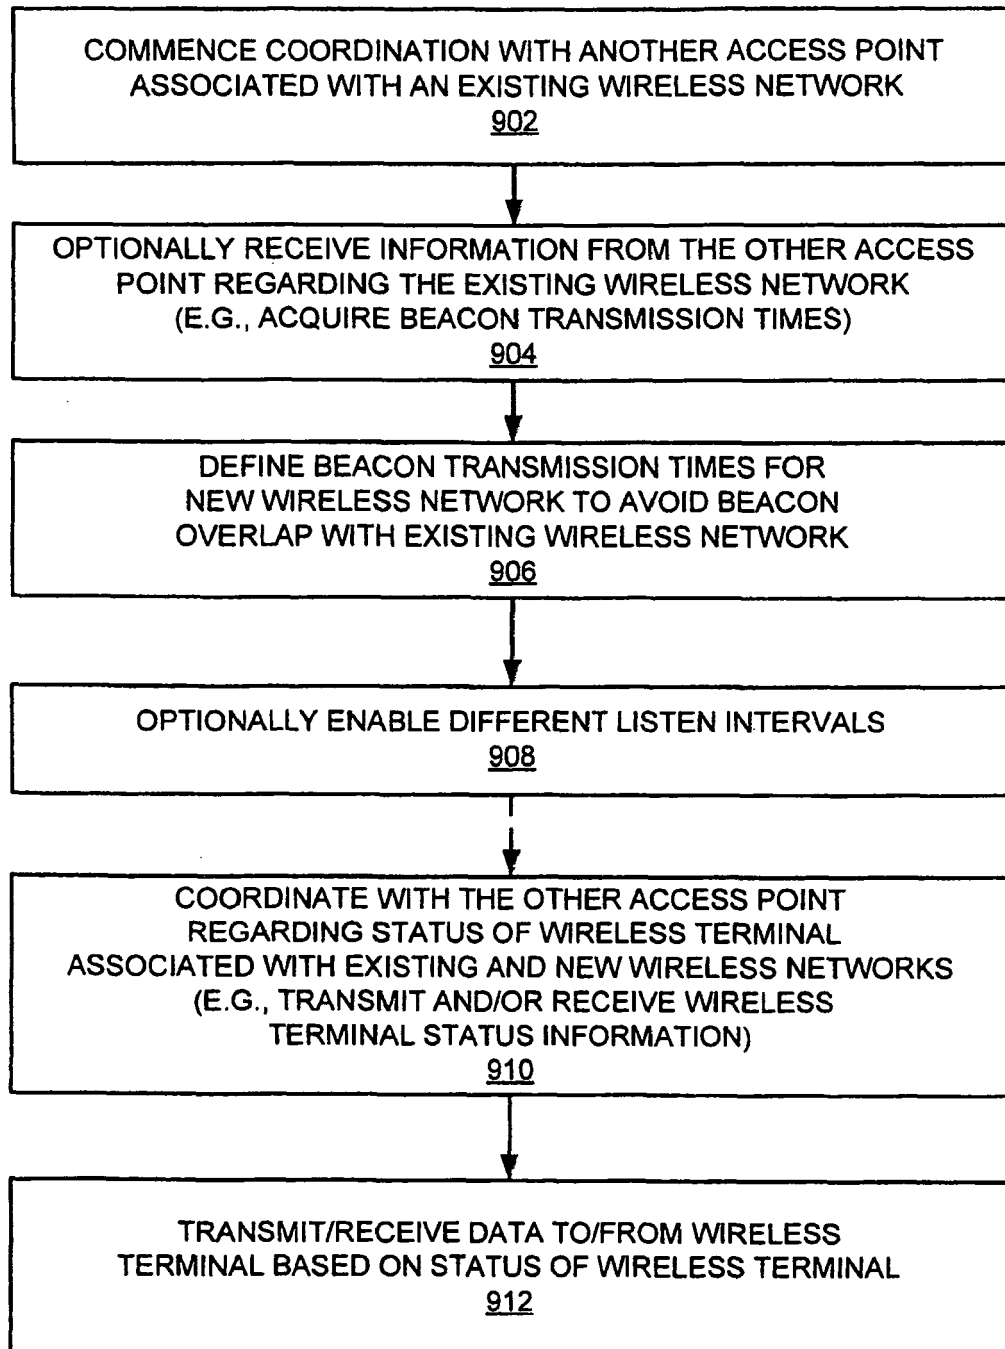 COMMENCE COORDINATION WITH ANOTHER ACCESS POINT
ASSOCIATED WITH AN EXISTING WIRELESS NETWORK
902
OPTIONALLY RECEIVE INFORMATION FROM THE OTHER ACCESS
POINT REGARDING THE EXISTING WIRELESS NETWORK
(E.G., ACQUIRE BEACON TRANSMISSION TIMES)
904
DEFINE BEACON TRANSMISSION TIMES FOR
NEW WIRELESS NETWORK TO AVOID BEACON
OVERLAP WITH EXISTING WIRELESS NETWORK
906
OPTIONALLY ENABLE DIFFERENT LISTEN INTERVALS
908
COORDINATE WITH THE OTHER ACCESS POINT
REGARDING STATUS OF WIRELESS TERMINAL
ASSOCIATED WITH EXISTING AND NEW WIRELESS NETWORKS
(E.G., TRANSMIT AND/OR RECEIVE WIRELESS
TERMINAL STATUS INFORMATION)
910
TRANSMIT/RECEIVE DATA TO/FROM WIRELESS
TERMINAL BASED ON STATUS OF WIRELESS TERMINAL
912